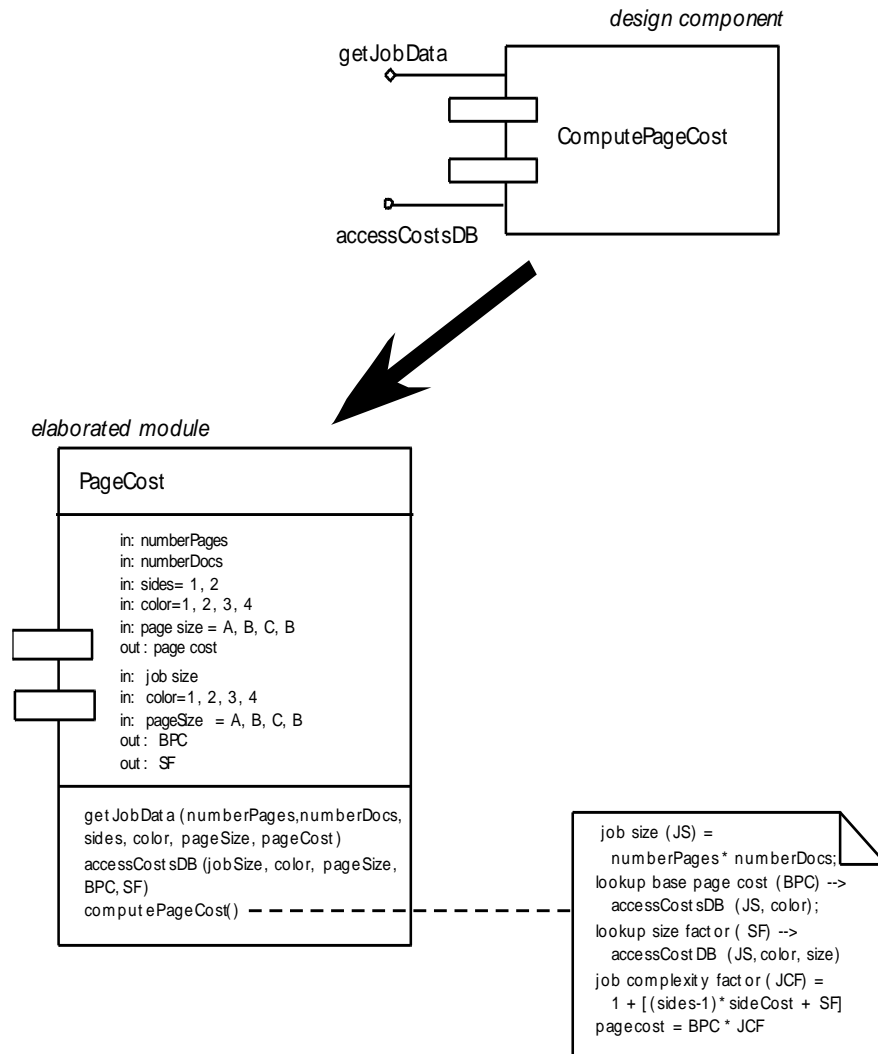 design component
getJobData
ComputePageCost
accessCostsDB
elaborated module
PageCost
in: numberPages
in: numberDocs
in: sides= 1, 2
in: color=1, 2, 3, 4
in: page size = A, B, C, B
out: page cost
in: job size
in: color=1, 2, 3, 4
in: pageSize = A, B, C, B
out: BPC
out: SF
getJobData (numberPages,numberDocs,
sides, color, pageSize, pageCost)
accessCostsDB (jobSize, color, pageSize,
BPC, SF)
computePageCost()
job size (JS) =
numberPages* numberDocs;
lookup base page cost (BPC) -->
accessCostsDB (JS, color);
lookup size factor ( SF) -->
accessCostDB (JS, color, size)
job complexity factor (JCF) =
1 + [(sides-1)* sideCost + SF]
pagecost = BPC * JCF